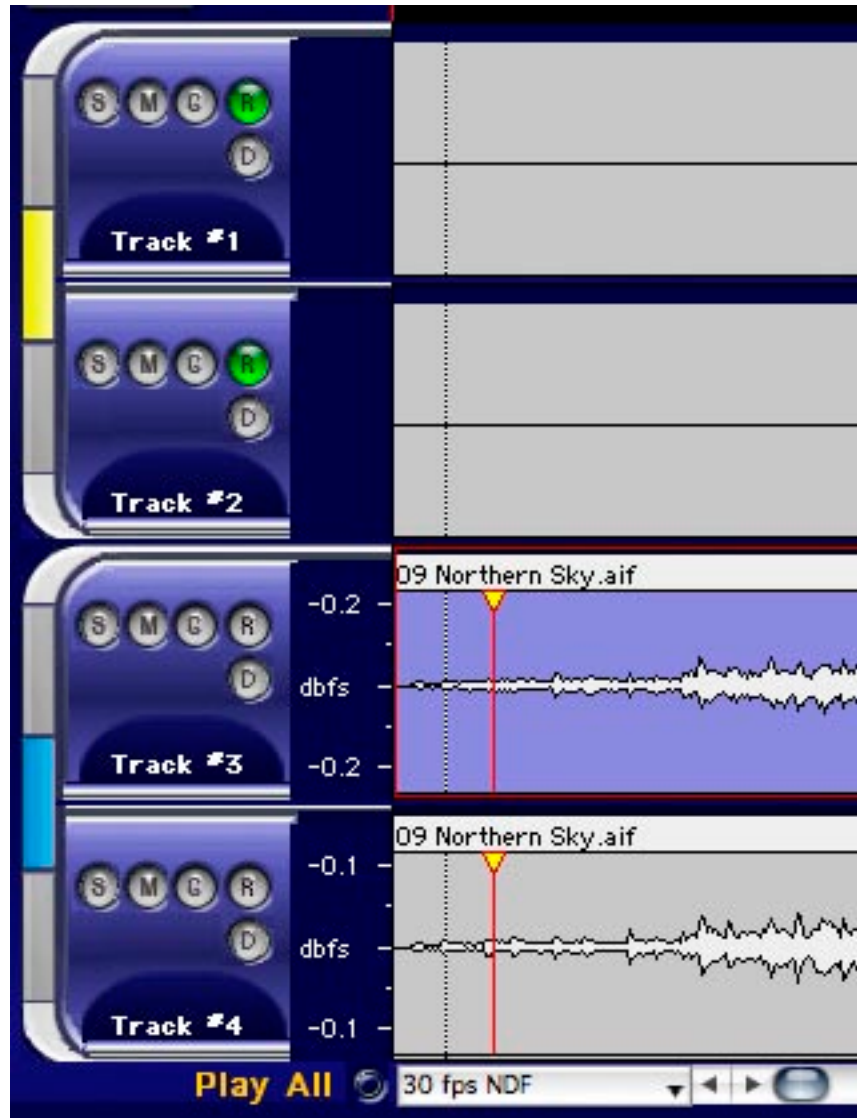 S M G R
D
Track #1
S M G R
D
Track #2
09 Northern Sky.aif
-0.2
S M G R
D
dbfs
Track #3
-0.2
09 Northern Sky.aif
-0.1
S M G R
D
dbfs
Track #4
-0.1
Play All
30 fps NDF